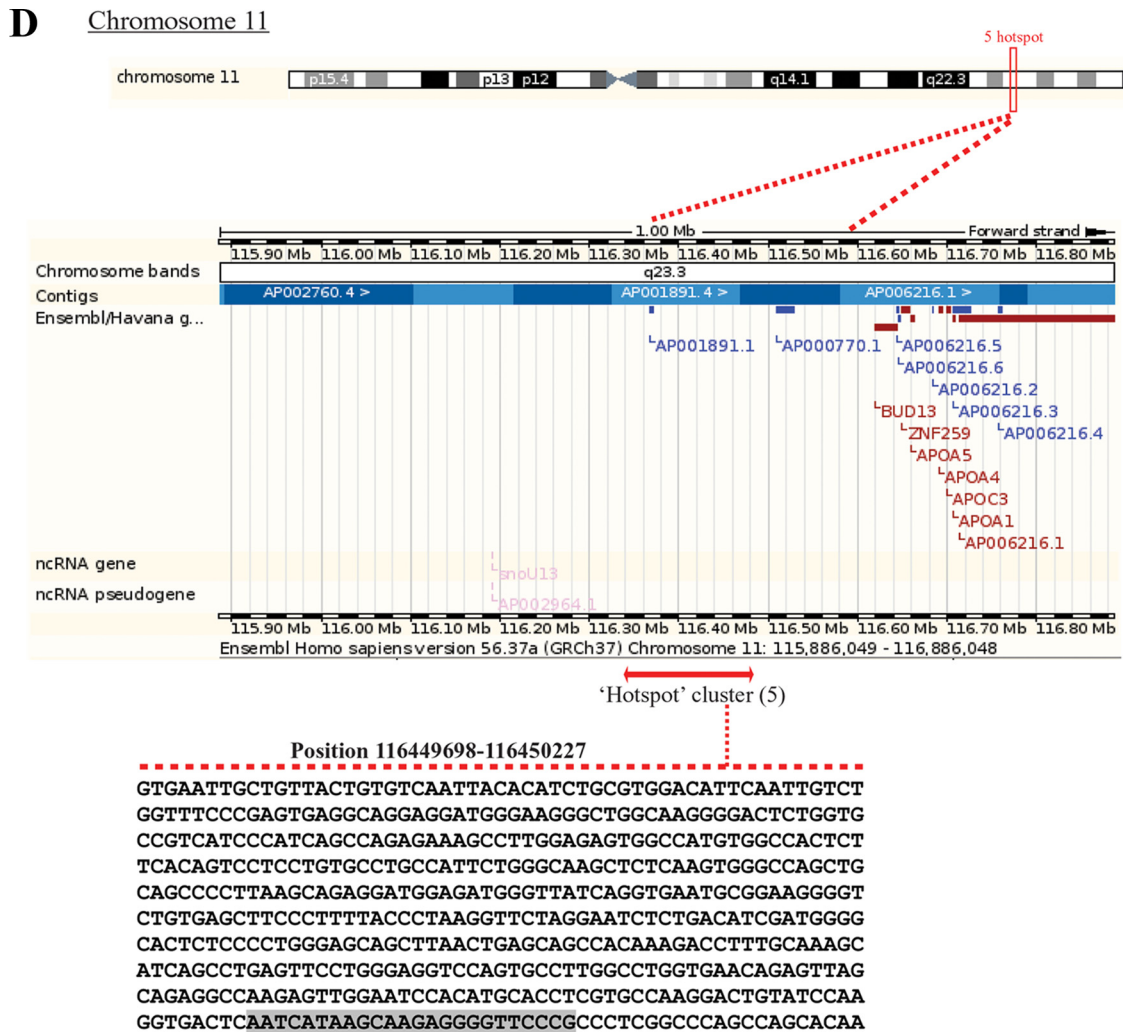 D Chromosome 11
5 hotspot
chromosome 11 p15.4 p13 p12 q14.1 q22.3
1.00 Mb Forward strand
115.90 Mb 116.00 Mb 116.10 Mb 116.20 Mb 116.30 Mb 116.40 Mb 116.50 Mb 116.60 Mb 116.70 Mb 116.80 Mb
Chromosome bands q23.3
Contigs AP002760.4 > AP001891.4 > AP006216.1 >
Ensembl/Havana g...
AP001891.1 AP000770.1 AP006216.5
AP006216.6
AP006216.2
BUD13 AP006216.3
ZNF259 AP006216.4
APOA5
APOA4
APOC3
APOA1
AP006216.1
ncRNA gene
snoU13
ncRNA pseudogene
AP002964.1
115.90 Mb 116.00 Mb 116.10 Mb 116.20 Mb 116.30 Mb 116.40 Mb 116.50 Mb 116.60 Mb 116.70 Mb 116.80 Mb
Ensembl Homo sapiens version 56.37a (GRCh37) Chromosome 11: 115,886,049 - 116,886,048
‘Hotspot’ cluster (5)
Position 116449698-116450227
GTGAATTGCTGTTACTGTGTCAATTACACATCTGCGTGGACATTCAATTGTCT
GGTTTCCCGAGTGAGGCAGGAGGATGGGAAGGGCTGGCAAGGGGACTCTGGTG
CCGTCATCCCATCAGCCAGAGAAAGCCTTGGAGAGTGGCCATGTGGCCACTCT
TCACAGTCCTCCTGTGCCTGCCATTCTGGGCAAGCTCTCAAGTGGGCCAGCTG
CAGCCCCTTAAGCAGAGGATGGAGATGGGTTATCAGGTGAATGCGGAAGGGGT
CTGTGAGCTTCCCTTTTACCCTAAGGTTCTAGGAATCTCTGACATCGATGGGG
CACTCTCCCCTGGGAGCAGCTTAACTGAGCAGCCACAAAGACCTTTGCAAAGC
ATCAGCCTGAGTTCCTGGGAGGTCCAGTGCCTTGGCCTGGTGAACAGAGTTAG
CAGAGGCCAAGAGTTGGAATCCACATGCACCTCGTGCCAAGGACTGTATCCAA
GGTGACTCAATCATAAGCAAGAGGGGTTCCCGCCCTCGGCCCAGCCAGCACAA